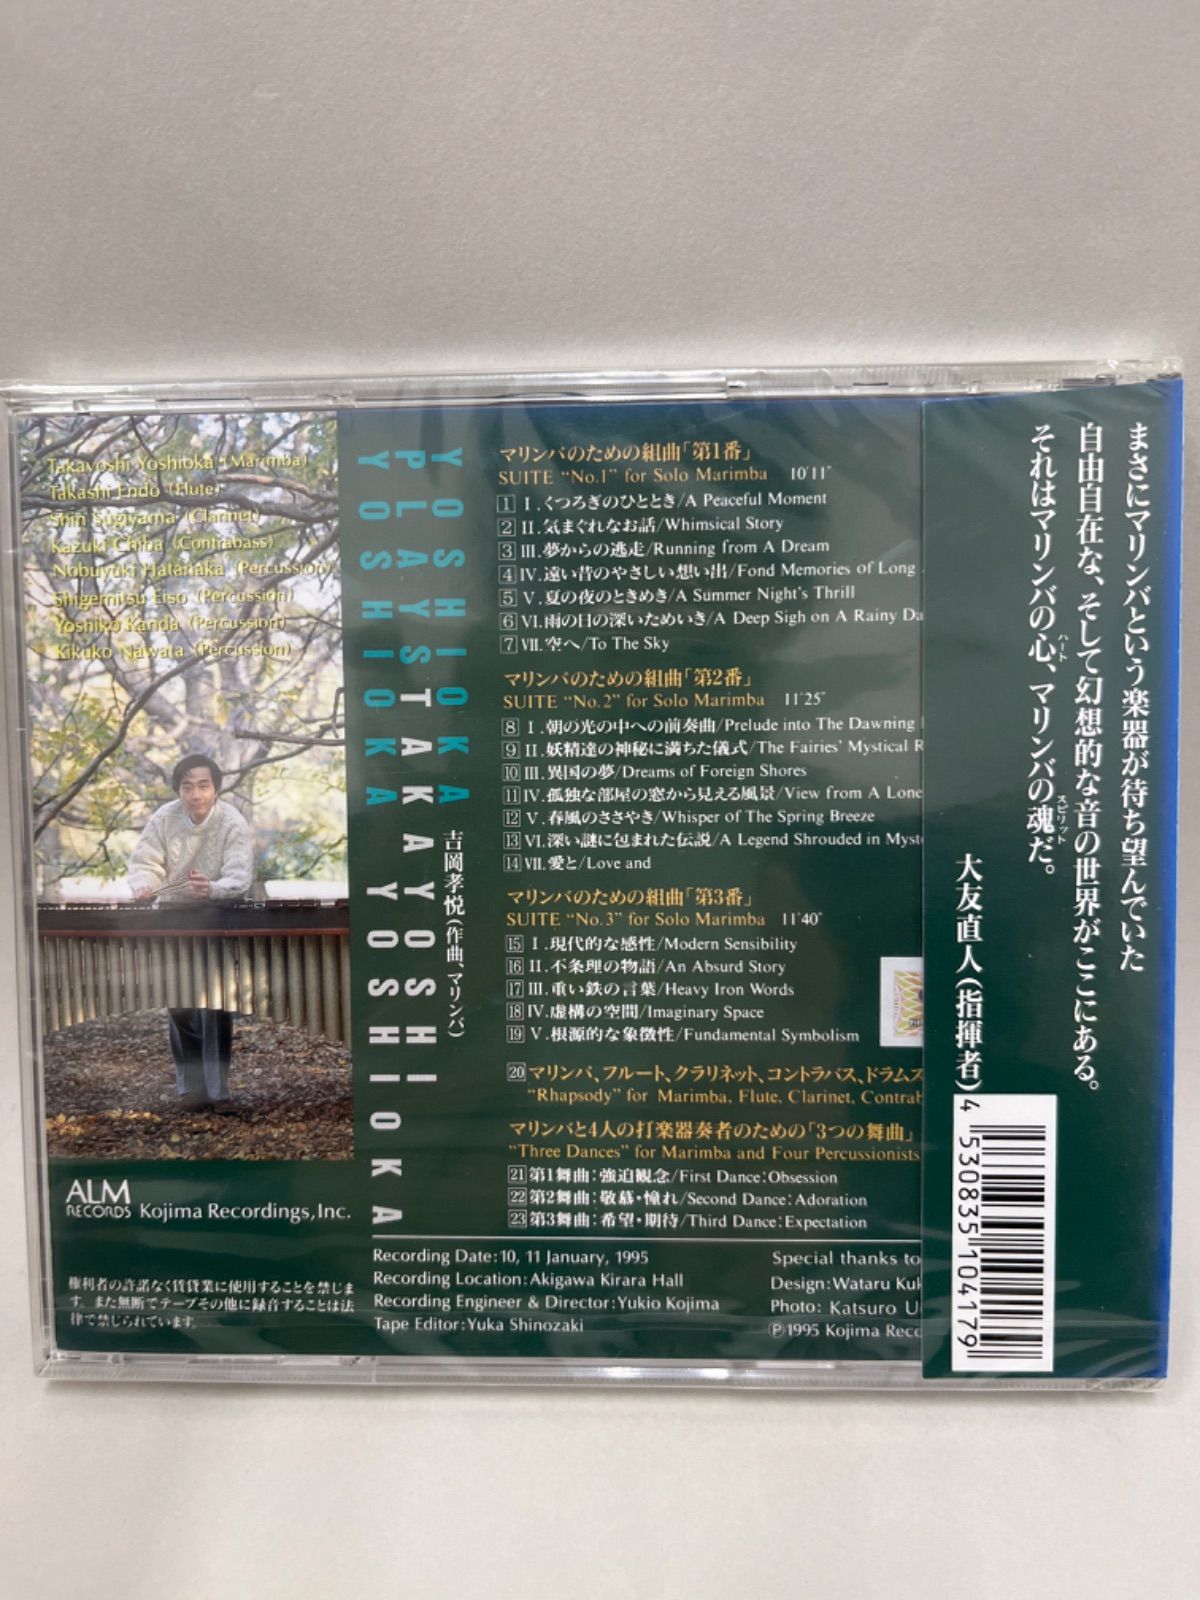 Takayoshi Yoshioka (Marimba)
Takashi Endo (Flute)
Shin Sugiyama (Clarinet)
Kazuki Chiba (Contrabass)
Nobuyuki Hatanaka (Percussion)
Shigemitsu Eiso (Percussion)
Yoshiko Kanda (Percussion)
Kikuko Nawata (Percussion)
YOSHIOKA
PLAYS TAKAYOSHI
YOSHIOKA YOSHIOKA
吉岡孝悦(作曲、マリンバ)
マリンバのための組曲「第1番」
SUITE “No.1” for Solo Marimba 10'11"
1 I.くつろぎのひととき/A Peaceful Moment
2 II.気まぐれなお話/Whimsical Story
3 III.夢からの逃走/Running from A Dream
4 IV.遠い昔のやさしい想い出/Fond Memories of Long
5 V.夏の夜のときめき/A Summer Night's Thrill
6 VI.雨の日の深いためいき/A Deep Sigh on A Rainy Da
7 VII.空へ/To The Sky
マリンバのための組曲「第2番」
SUITE “No.2” for Solo Marimba 11'25"
8 I.朝の光の中への前奏曲/Prelude into The Dawning
9 II.妖精達の神秘に満ちた儀式/The Fairies' Mystical R
10 III.異国の夢/Dreams of Foreign Shores
11 IV.孤独な部屋の窓から見える風景/View from A Lone
12 V.春風のささやき/Whisper of The Spring Breeze
13 VI.深い謎に包まれた伝説/A Legend Shrouded in Myste
14 VII.愛と/Love and
マリンバのための組曲「第3番」
SUITE “No.3” for Solo Marimba 11'40"
15 I.現代的な感性/Modern Sensibility
16 II.不条理の物語/An Absurd Story
17 III.重い鉄の言葉/Heavy Iron Words
18 IV.虚構の空間/Imaginary Space
19 V.根源的な象徴性/Fundamental Symbolism
20 マリンバ、フルート、クラリネット、コントラバス、ドラムス
“Rhapsody” for Marimba, Flute, Clarinet, Contrab
マリンバと4人の打楽器奏者のための「3つの舞曲」
“Three Dances” for Marimba and Four Percussionists
21 第1舞曲:強迫観念/First Dance:Obsession
22 第2舞曲:敬慕・憧れ/Second Dance:Adoration
23 第3舞曲:希望・期待/Third Dance:Expectation
ALM
RECORDS Kojima Recordings,Inc.
権利者の許諾なく賃貸業に使用することを禁じま
す。また無断でテープその他に録音することは法
律で禁じられています。
Recording Date:10, 11 January, 1995
Recording Location:Akigawa Kirara Hall
Recording Engineer & Director:Yukio Kojima
Tape Editor:Yuka Shinozaki
Special thanks to
Design:Wataru Kuk
Photo: Katsuro U
Ⓟ1995 Kojima Reco
まさにマリンバという楽器が待ち望んでいた
自由自在な、そして幻想的な音の世界がここにある。
それはマリンバの心ハート、マリンバの魂スピリットだ。
大友直人(指揮者)
4 530835 104179